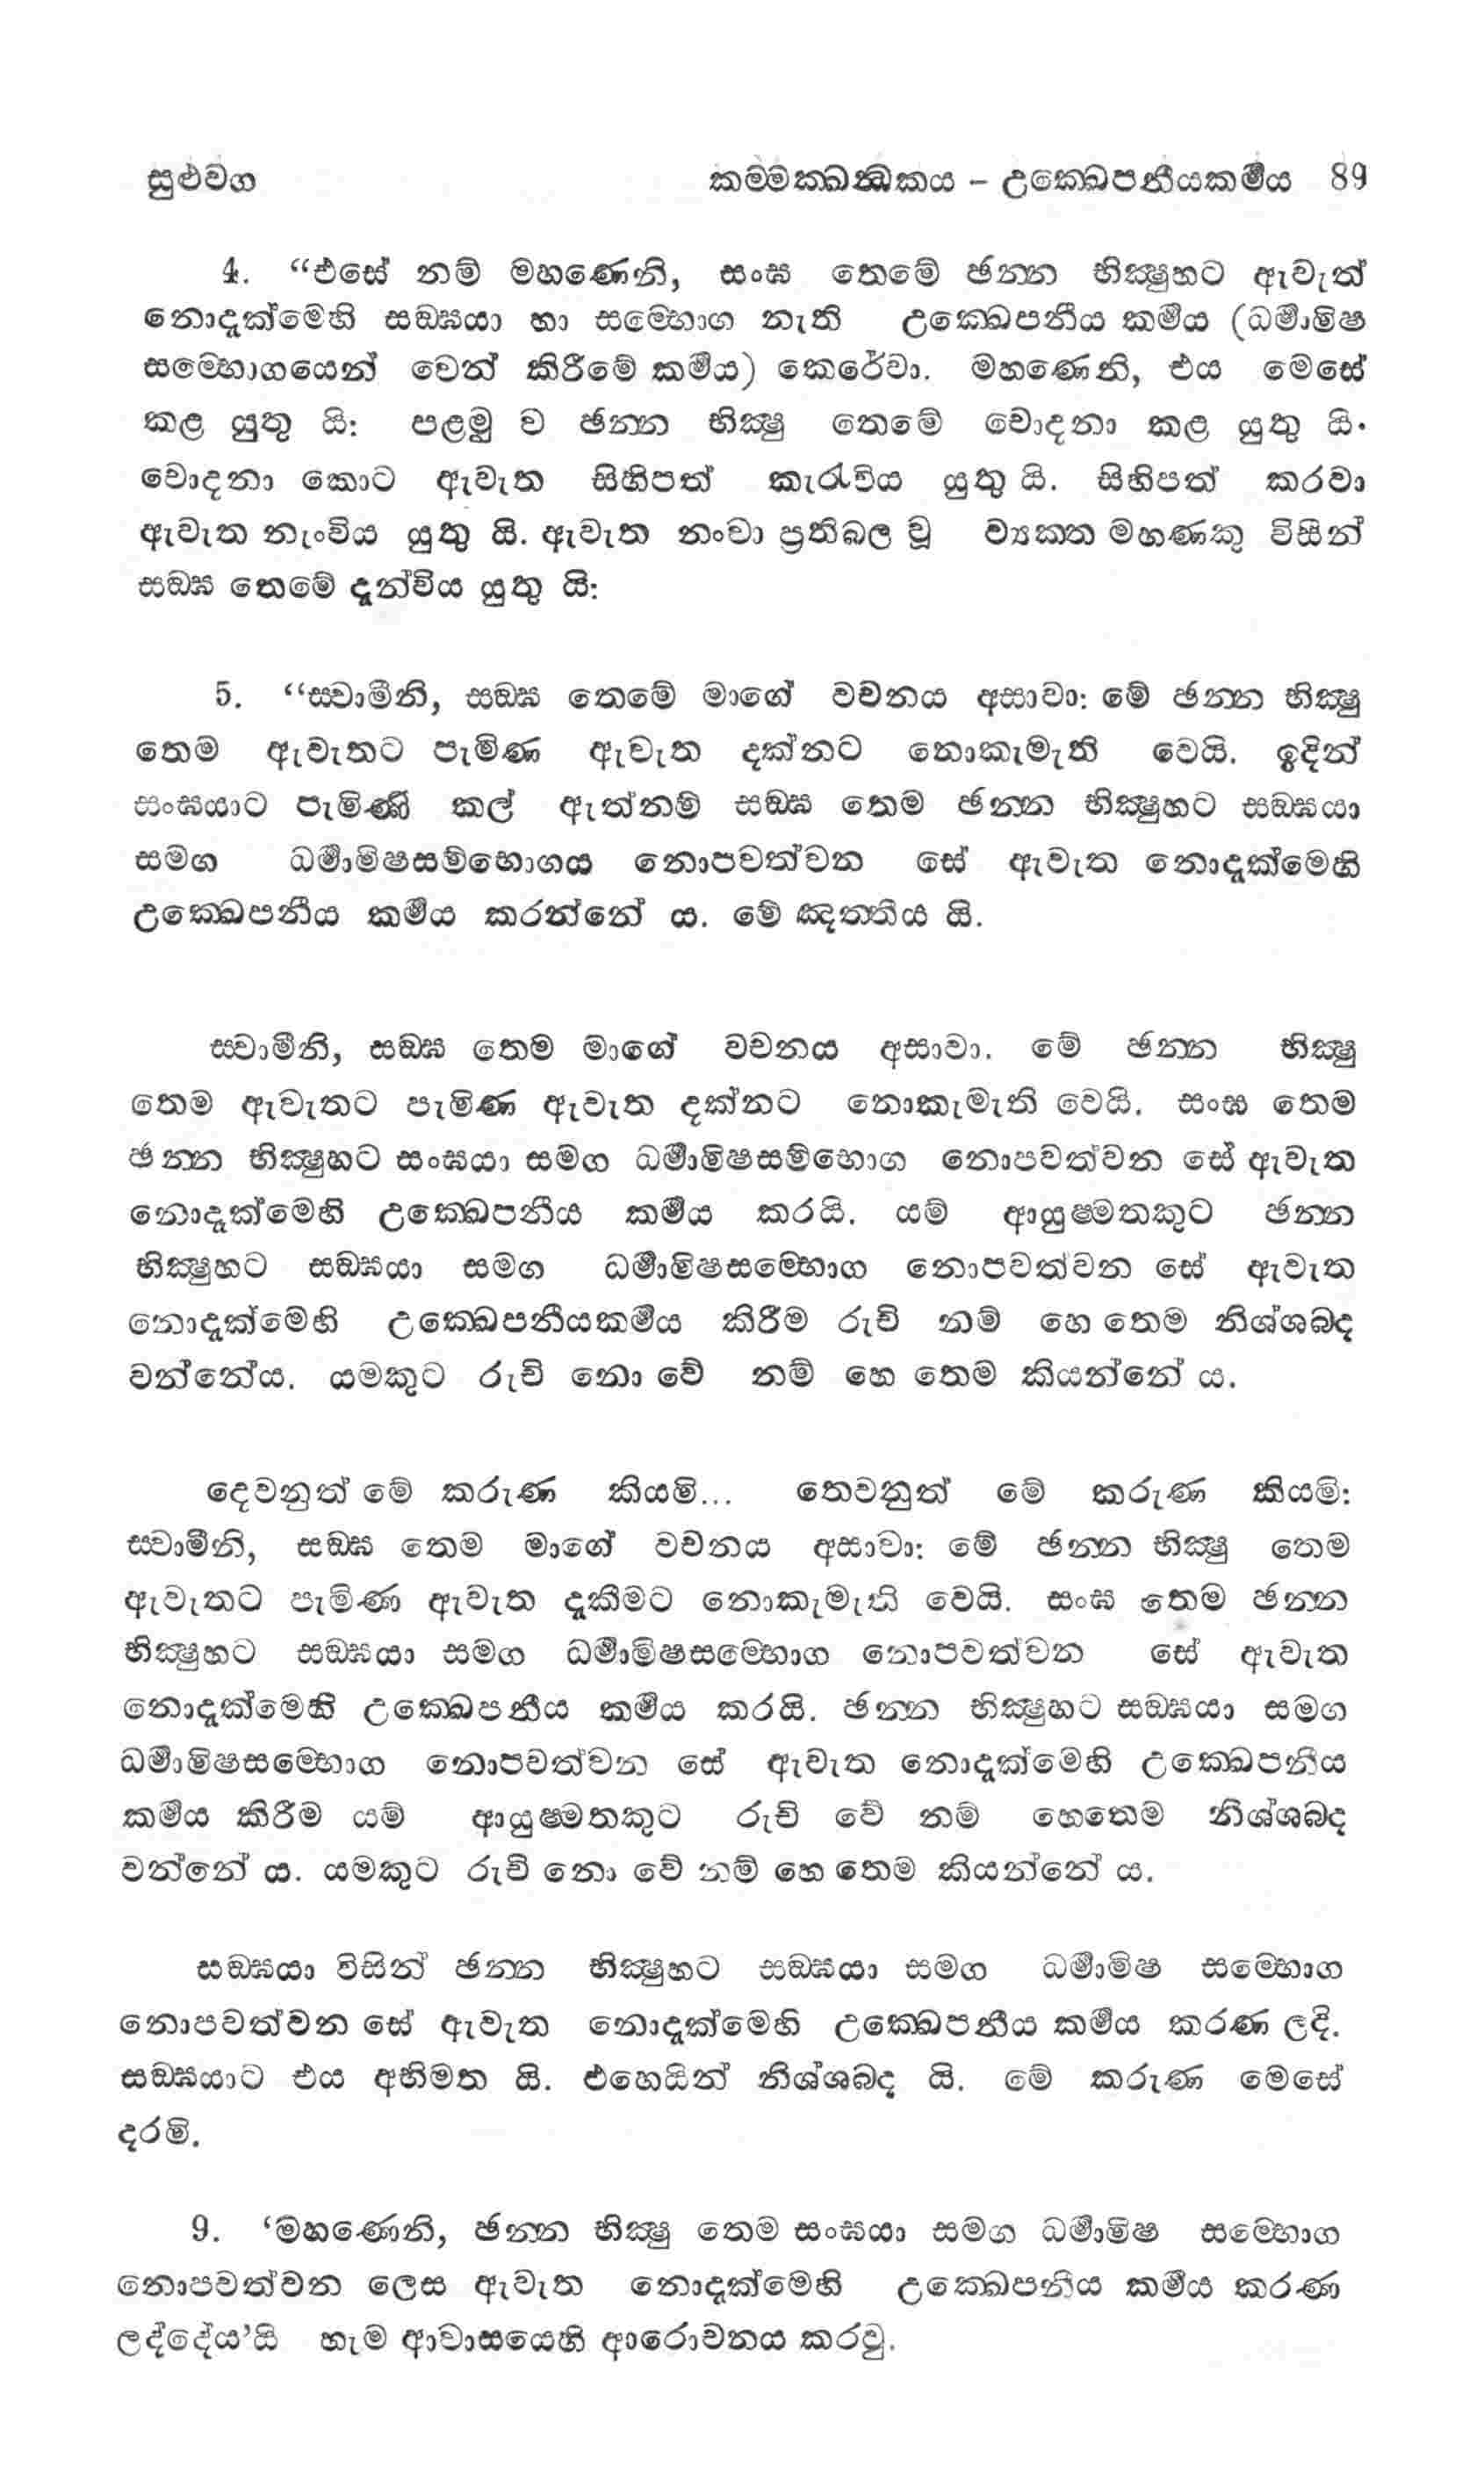 සුළුවග කම්මක්ඛන්ධකය – උක්ඛෙපනීයකර්‍මය 89
4. “එසේ නම් මහණෙනි, සංඝ තෙමේ ඡන්න භික්‍ෂුහට ඇවැත්
නොදැක්මෙහි සඞ්ඝයා හා සම්භොග නැති උක්ඛෙපනීය කර්‍මය (ධර්‍මාමිෂ
සම්භොගයෙන් වෙන් කිරීමේ කර්‍මය) කෙරේවා. මහණෙනි, එය මෙසේ
කළ යුතු යි: පළමු ව ඡන්න භික්‍ෂු තෙමේ චොදනා කළ යුතු යි.
චොදනා කොට ඇවැත සිහිපත් කැරැවිය යුතු යි. සිහිපත් කරවා
ඇවැත නැංවිය යුතු යි. ඇවැත නංවා ප්‍රතිබල වූ ව්‍යක්ත මහණකු විසින්
සඞ්ඝ තෙමේ දැන්විය යුතු යි:
5. “ස්වාමීනි, සඞ්ඝ තෙමේ මාගේ වචනය අසාවා: මේ ඡන්න භික්‍ෂු
තෙම ඇවැතට පැමිණ ඇවැත දක්නට නොකැමැති වෙයි. ඉදින්
සංඝයාට පැමිණි කල් ඇත්නම් සඞ්ඝ තෙම ඡන්න භික්‍ෂුහට සඞ්ඝයා
සමග ධර්‍මාමිෂසම්භොගය නොපවත්වන සේ ඇවැත නොදැක්මෙහි
උක්ඛෙපනීය කර්‍මය කරන්නේ ය. මේ ඤත්තිය යි.
ස්වාමීනි, සඞ්ඝ තෙම මාගේ වචනය අසාවා. මේ ඡන්න භික්‍ෂු
තෙම ඇවැතට පැමිණ ඇවැත දක්නට නොකැමැති වෙයි. සංඝ තෙම
ඡන්න භික්‍ෂුහට සංඝයා සමග ධර්‍මාමිෂසම්භොග නොපවත්වන සේ ඇවැත
නොදැක්මෙහි උක්ඛෙපනීය කර්‍මය කරයි. යම් ආයුෂ්මතකුට ඡන්න
භික්‍ෂුහට සඞ්ඝයා සමග ධර්‍මාමිෂසම්භොග නොපවත්වන සේ ඇවැත
නොදැක්මෙහි උක්ඛෙපනීයකර්‍මය කිරීම රුචි නම් හෙ තෙම නිශ්ශබ්ද
වන්නේය. යමකුට රුචි නො වේ නම් හෙ තෙම කියන්නේ ය.
දෙවනුත් මේ කරුණ කියමි... තෙවනුත් මේ කරුණ කියමි:
ස්වාමීනි, සඞ්ඝ තෙම මාගේ වචනය අසාවා: මේ ඡන්න භික්‍ෂු තෙම
ඇවැතට පැමිණ ඇවැත දැකීමට නොකැමැති වෙයි. සංඝ තෙම ඡන්න
භික්‍ෂුහට සඞ්ඝයා සමග ධර්‍මාමිෂසම්භොග නොපවත්වන සේ ඇවැත
නොදැක්මෙහි උක්ඛෙපනීය කර්‍මය කරයි. ඡන්න භික්‍ෂුහට සඞ්ඝයා සමග
ධර්‍මාමිෂසම්භොග නොපවත්වන සේ ඇවැත නොදැක්මෙහි උක්ඛෙපනීය
කර්‍මය කිරීම යම් ආයුෂ්මතකුට රුචි වේ නම් හෙතෙම නිශ්ශබ්ද
වන්නේ ය. යමකුට රුචි නො වේ නම් හෙ තෙම කියන්නේ ය.
සඞ්ඝයා විසින් ඡන්න භික්‍ෂුහට සඞ්ඝයා සමග ධර්‍මාමිෂ සම්භොග
නොපවත්වන සේ ඇවැත නොදැක්මෙහි උක්ඛෙපනීය කර්‍මය කරණ ලදි.
සඞ්ඝයාට එය අභිමත යි. එහෙයින් නිශ්ශබ්ද යි. මේ කරුණ මෙසේ
දරමි.
9. ‘මහණෙනි, ඡන්න භික්‍ෂු තෙම සංඝයා සමග ධර්‍මාමිෂ සම්භොග
නොපවත්වන ලෙස ඇවැත නොදැක්මෙහි උක්ඛෙපනීය කර්‍මය කරණ
ලද්දේය’යි හැම ආවාසයෙහි ආරොචනය කරවු.